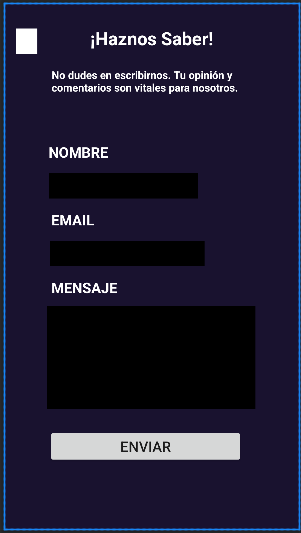 ¡Haznos Saber!
No dudes en escribirnos. Tu opinión y
comentarios son vitales para nosotros.
NOMBRE
EMAIL
MENSAJE
ENVIAR